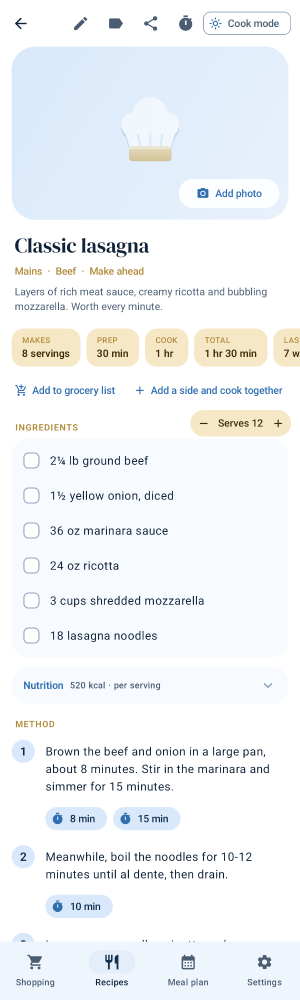 Cook mode
Add photo
Classic lasagna
Mains · Beef · Make ahead
Layers of rich meat sauce, creamy ricotta and bubbling
mozzarella. Worth every minute.
MAKES
8 servings
PREP
30 min
COOK
1 hr
TOTAL
1 hr 30 min
LAS
7 w
Add to grocery list
+ Add a side and cook together
INGREDIENTS
− Serves 12 +
2¼ lb ground beef
1½ yellow onion, diced
36 oz marinara sauce
24 oz ricotta
3 cups shredded mozzarella
18 lasagna noodles
Nutrition 520 kcal · per serving
METHOD
1 Brown the beef and onion in a large pan,
about 8 minutes. Stir in the marinara and
simmer for 15 minutes.
8 min 15 min
2 Meanwhile, boil the noodles for 10-12
minutes until al dente, then drain.
10 min
Shopping Recipes Meal plan Settings